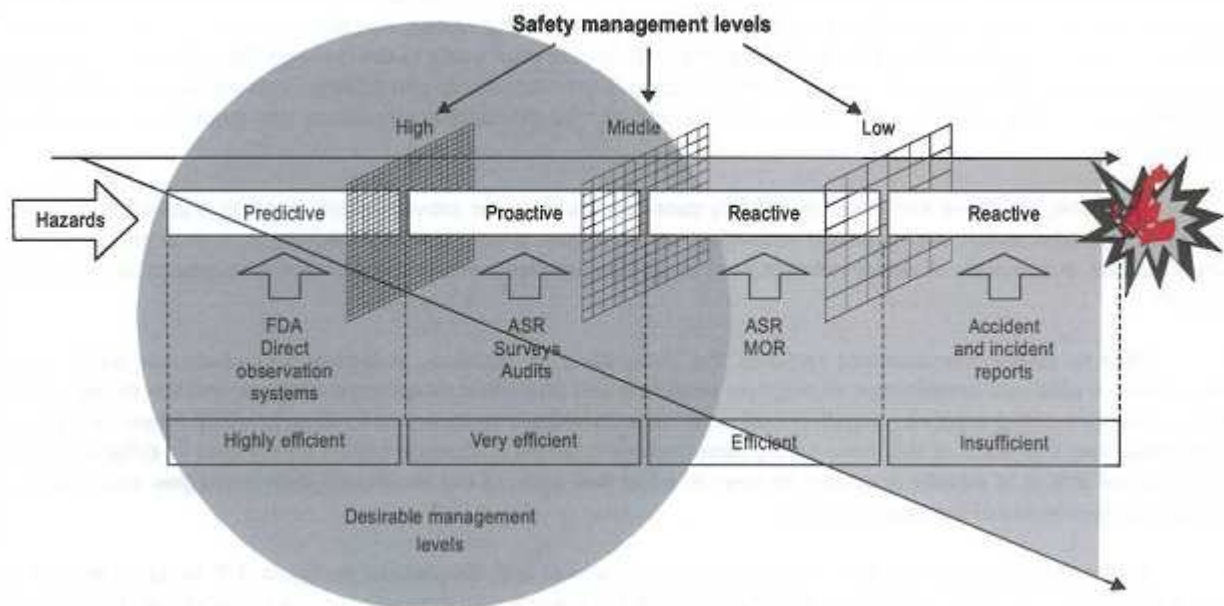 Safety management levels
High
Middle
Low
Hazards
Predictive
Proactive
Reactive
Reactive
FDA
Direct
observation
systems
ASR
Surveys
Audits
ASR
MOR
Accident
and incident
reports
Highly efficient
Very efficient
Efficient
Insufficient
Desirable management
levels